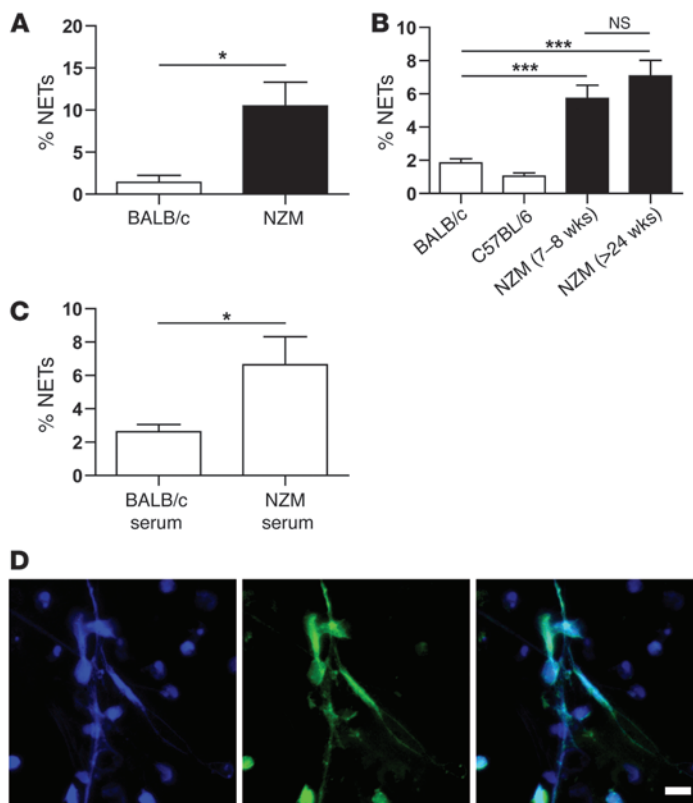 A
% NETs
20
15
10
5
0
*
BALB/c
NZM
B
% NETs
10
8
6
4
2
0
NS
***
***
BALB/c
C57BL/6
NZM (7–8 wks)
NZM (>24 wks)
C
% NETs
10
8
6
4
2
0
*
BALB/c
serum
NZM
serum
D